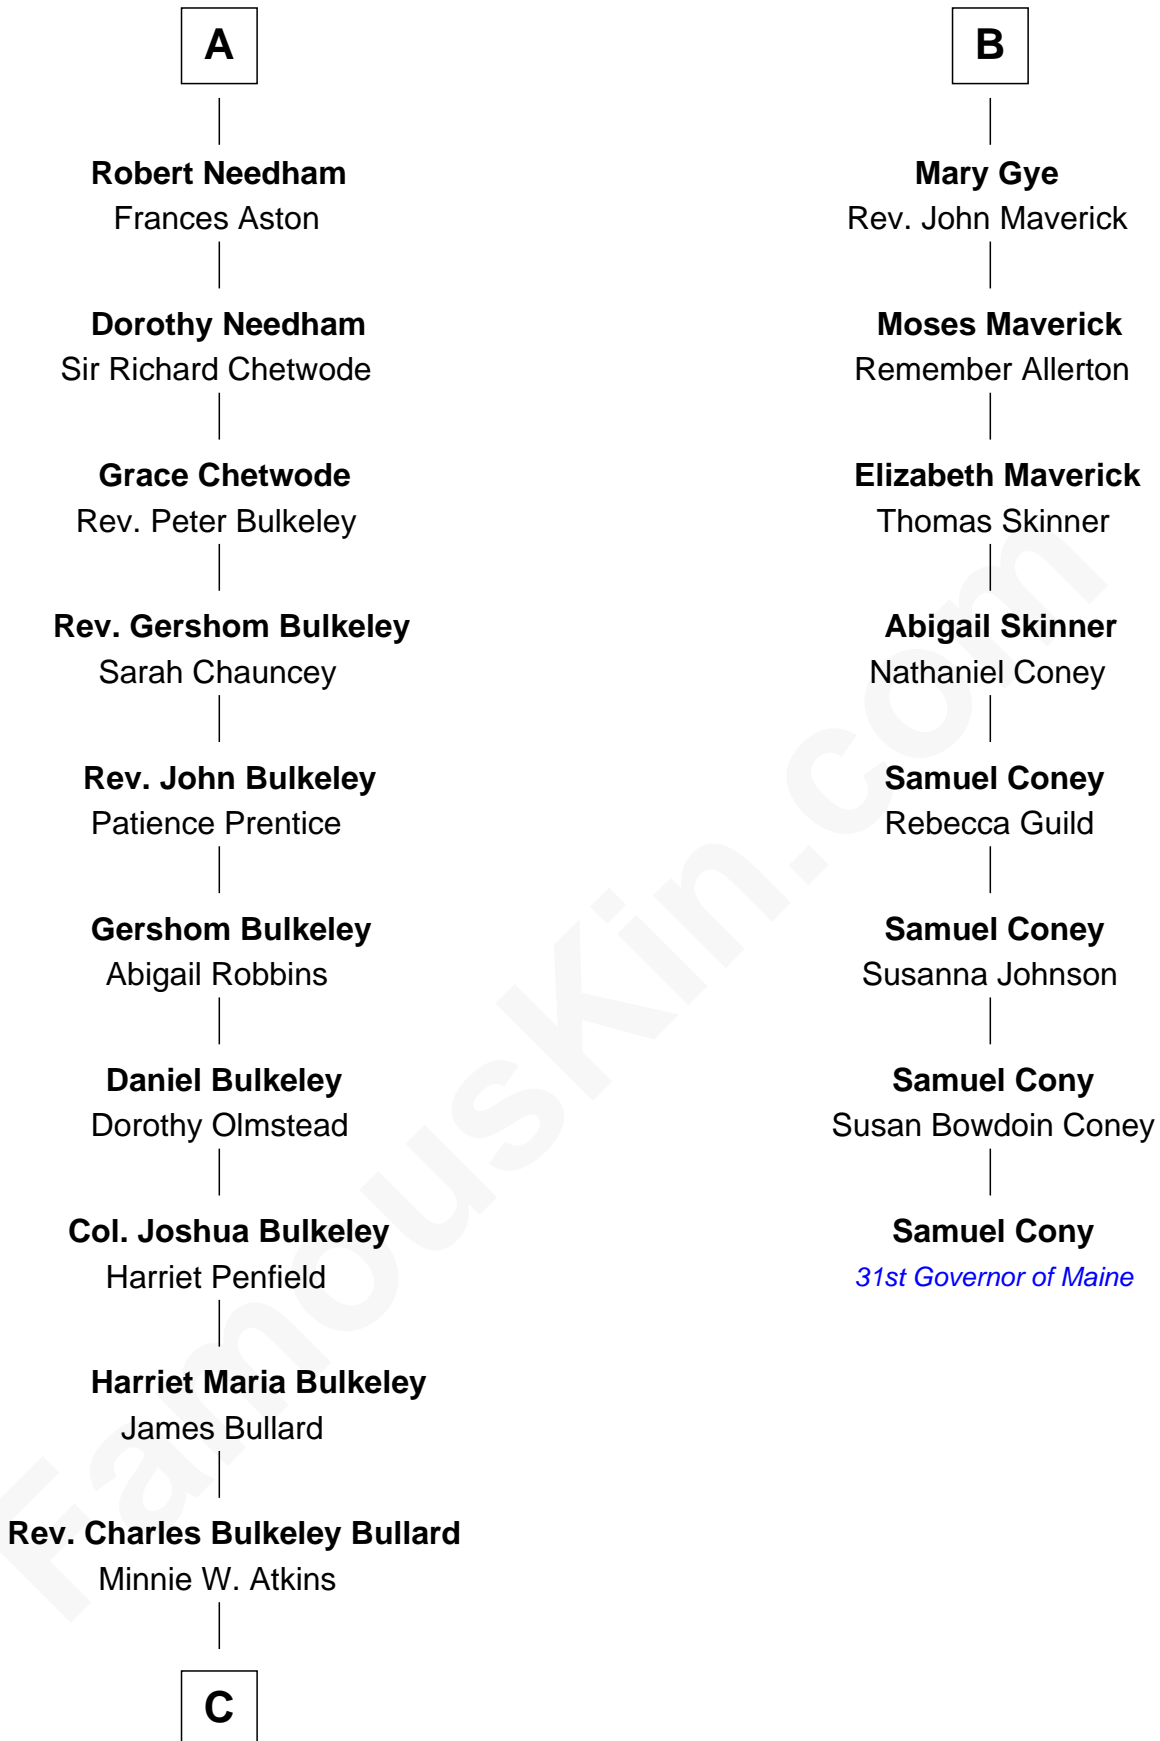 A
Robert Needham
Frances Aston
Dorothy Needham
Sir Richard Chetwode
Grace Chetwode
Rev. Peter Bulkeley
Rev. Gershom Bulkeley
Sarah Chauncey
Rev. John Bulkeley
Patience Prentice
Gershom Bulkeley
Abigail Robbins
Daniel Bulkeley
Dorothy Olmstead
Col. Joshua Bulkeley
Harriet Penfield
Harriet Maria Bulkeley
James Bullard
Rev. Charles Bulkeley Bullard
Minnie W. Atkins
C
B
Mary Gye
Rev. John Maverick
Moses Maverick
Remember Allerton
Elizabeth Maverick
Thomas Skinner
Abigail Skinner
Nathaniel Coney
Samuel Coney
Rebecca Guild
Samuel Coney
Susanna Johnson
Samuel Cony
Susan Bowdoin Coney
Samuel Cony
31st Governor of Maine
FamousKin.com